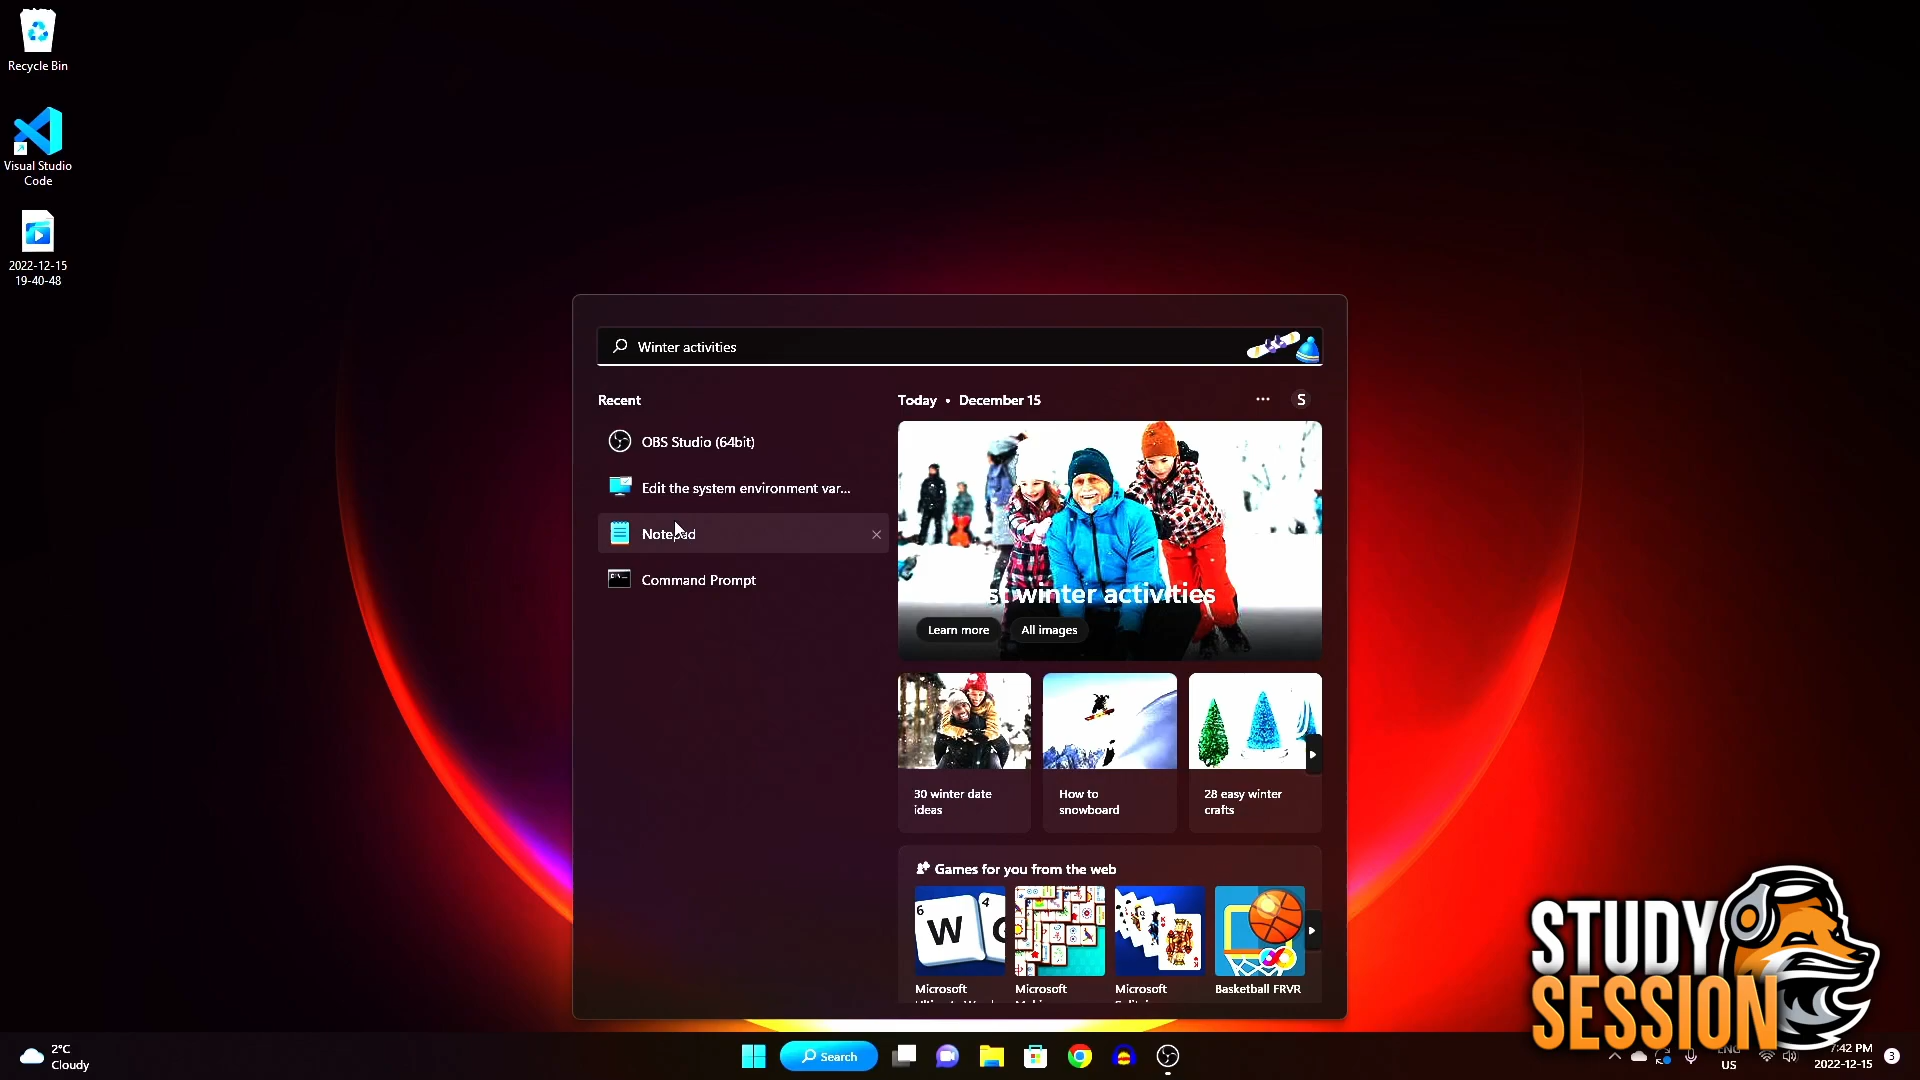 Recycle Bin
Visual Studio
Code
2022-12-15
19-40-48
Winter activities
Recent
OBS Studio (64bit)
Edit the system environment var...
Notepad
Command Prompt
Today • December 15
S
winter activities
Learn more
All images
30 winter date
ideas
How to
snowboard
28 easy winter
crafts
Games for you from the web
6
W
4
Microsoft
Microsoft
Microsoft
Basketball FRVR
STUDY
SESSION
2°C
Cloudy
Search
ENG
US
7:42 PM
2022-12-15
3